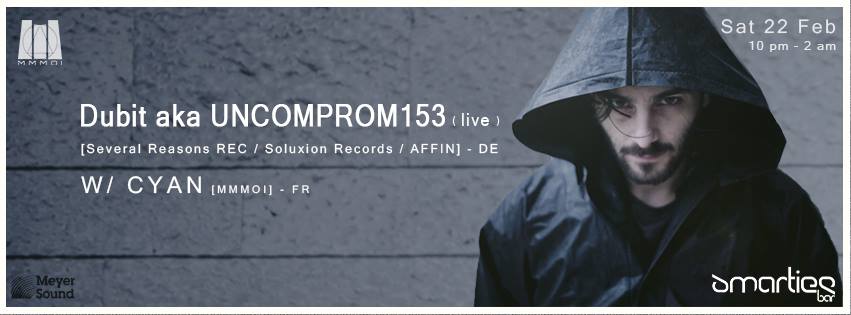 MMMOI
Sat 22 Feb
10 pm - 2 am
Dubit aka UNCOMPROM153 ( live )
[Several Reasons REC / Soluxion Records / AFFIN] - DE
W/ CYAN [MMMOI] - FR
Meyer
Sound
smarties
bar